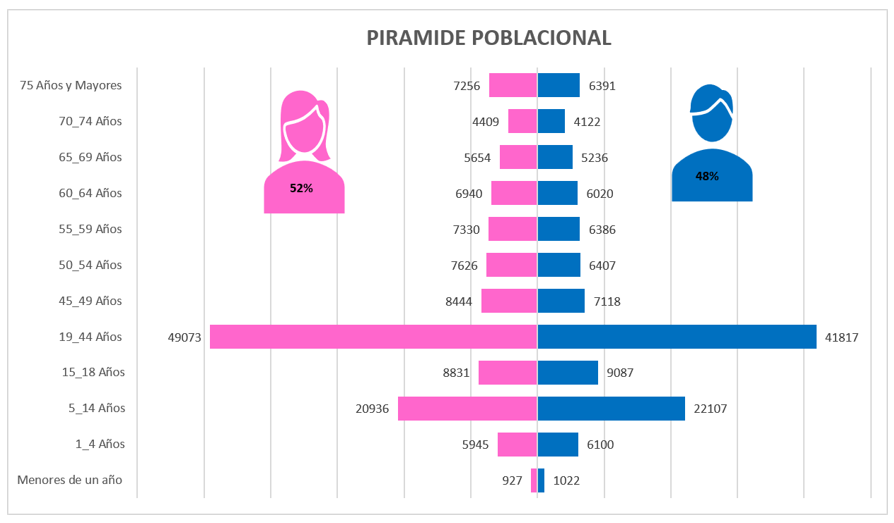 PIRAMIDE POBLACIONAL
75 Años y Mayores 7256 6391
70_74 Años 4409 4122
65_69 Años 5654 5236
52% 48%
60_64 Años 6940 6020
55_59 Años 7330 6386
50_54 Años 7626 6407
45_49 Años 8444 7118
19_44 Años 49073 41817
15_18 Años 8831 9087
5_14 Años 20936 22107
1_4 Años 5945 6100
Menores de un año 927 1022